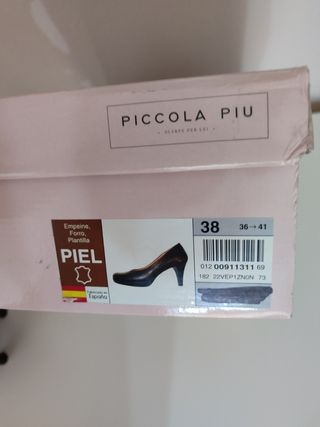 PICCOLA PIU
SCARPE PER LEI
Empeine,
Forro,
Plantilla
PIEL
Fabricado en
España
38 36→41
012 00911311 69
182 22VEP1ZN0N 73